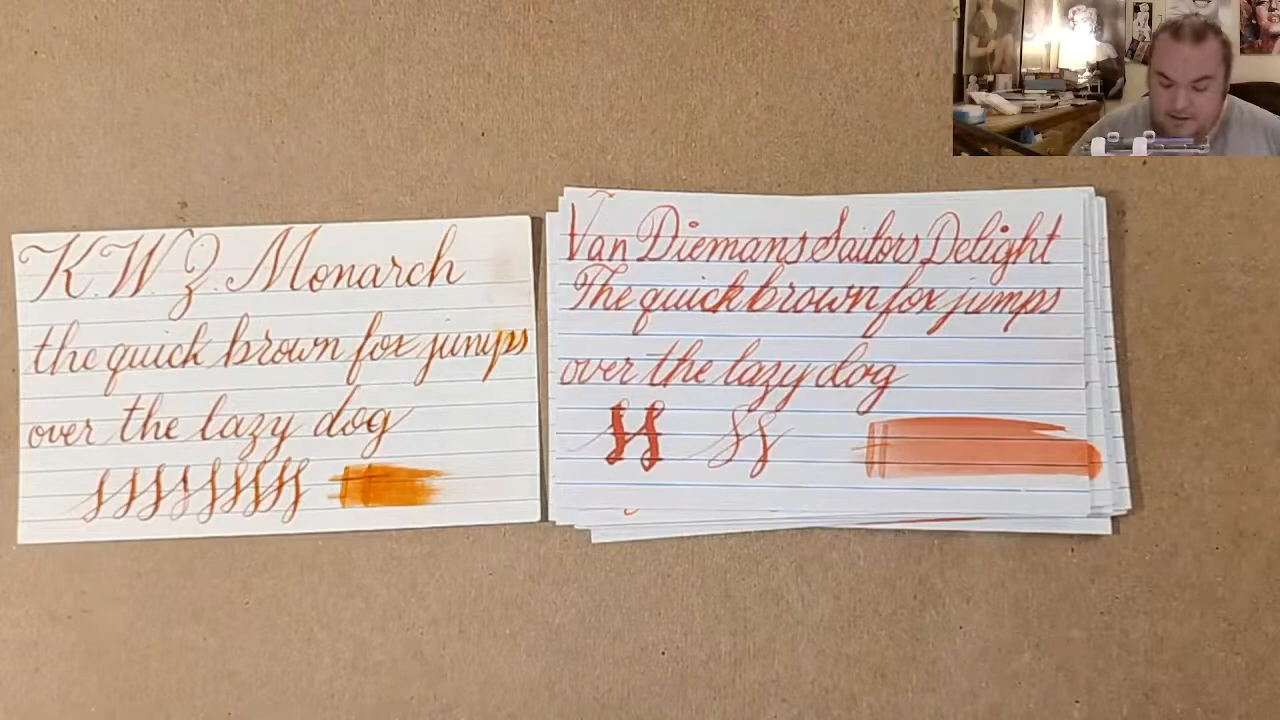 K.W.Z. Monarch
the quick brown fox jumps
over the lazy dog
Van Diemans Sailors Delight
The quick brown fox jumps
over the lazy dog